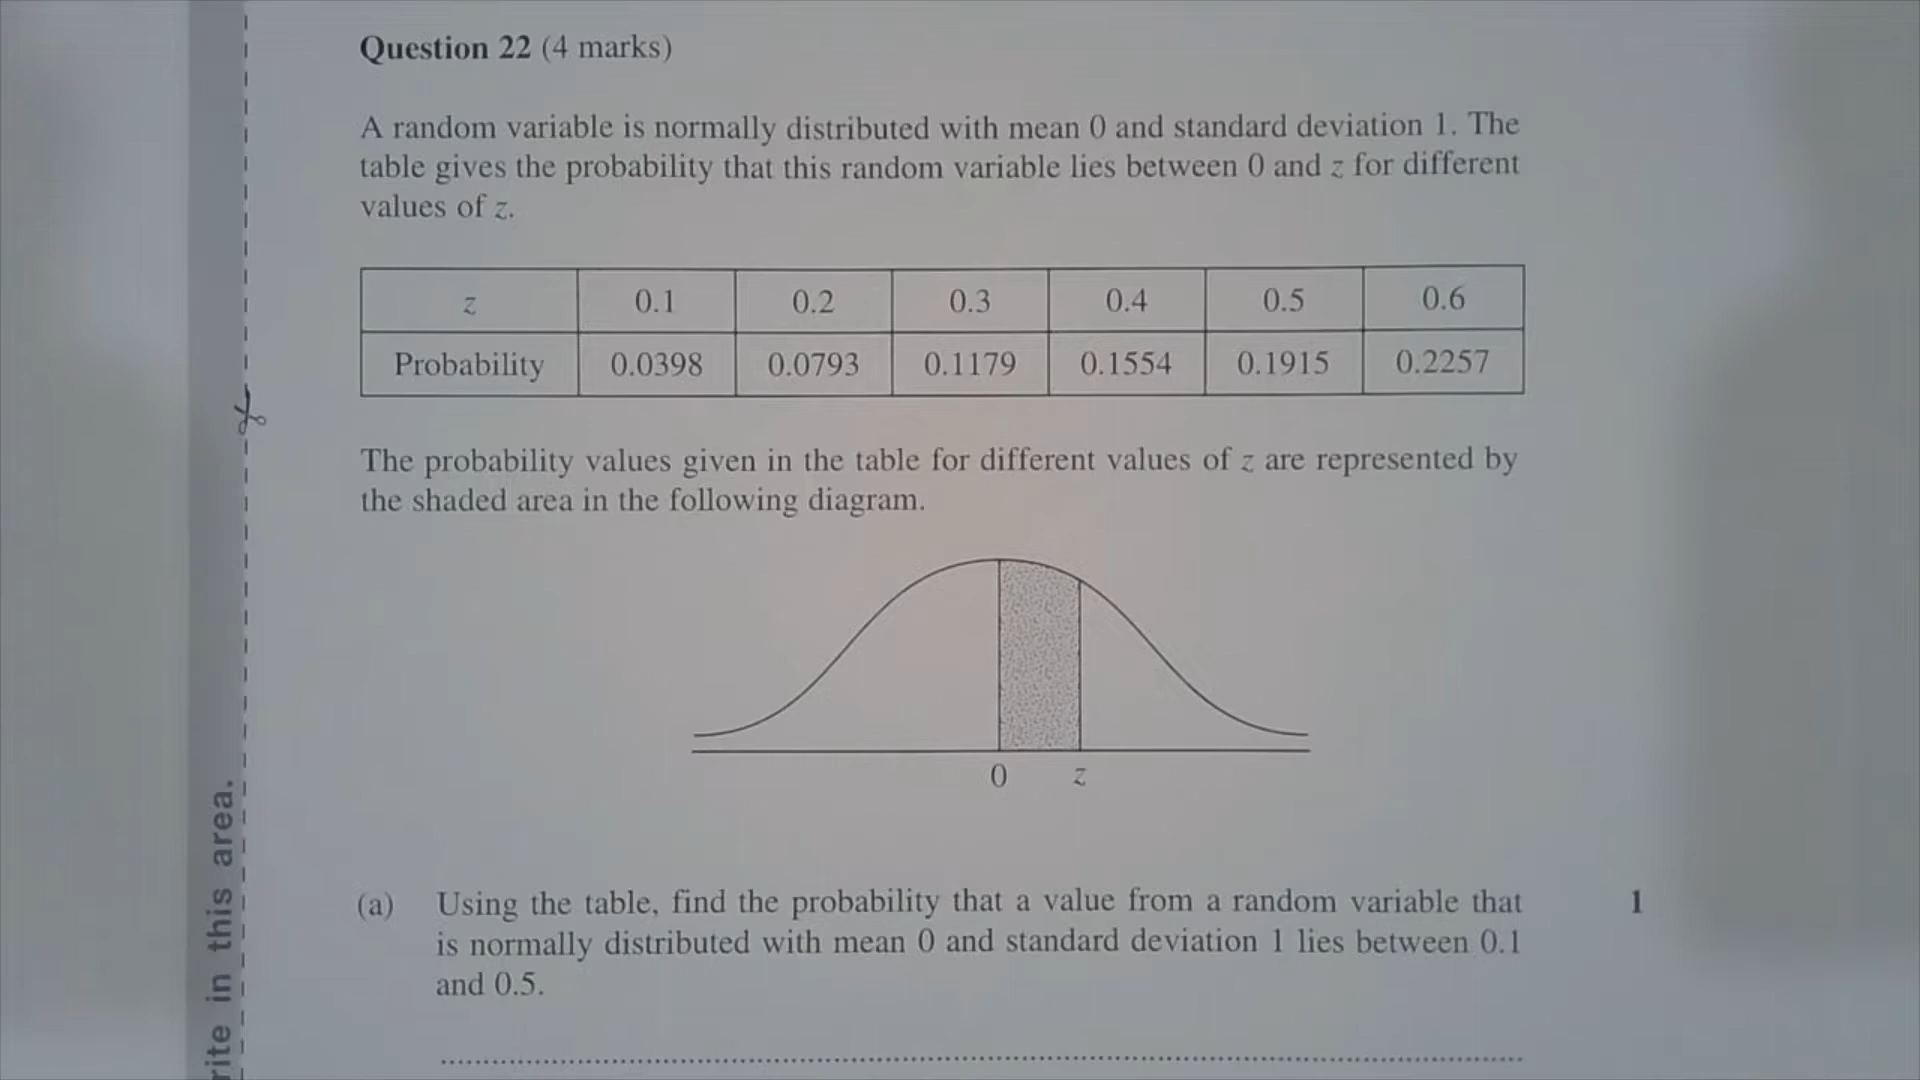 Question 22 (4 marks)
A random variable is normally distributed with mean 0 and standard deviation 1. The
table gives the probability that this random variable lies between 0 and z for different
values of z.
z 0.1 0.2 0.3 0.4 0.5 0.6
Probability 0.0398 0.0793 0.1179 0.1554 0.1915 0.2257
The probability values given in the table for different values of z are represented by
the shaded area in the following diagram.
0 z
(a) Using the table, find the probability that a value from a random variable that 1
is normally distributed with mean 0 and standard deviation 1 lies between 0.1
and 0.5.
rite in this area.